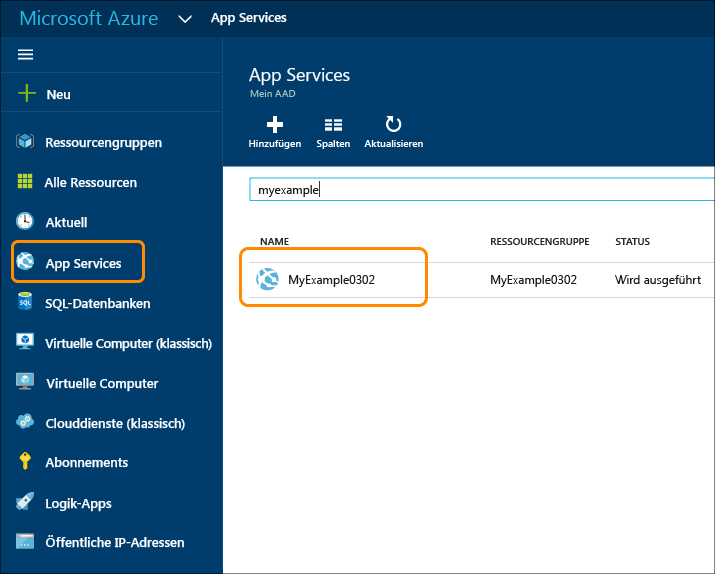 Microsoft Azure App Services
Neu
Ressourcengruppen
Alle Ressourcen
Aktuell
App Services
SQL-Datenbanken
Virtuelle Computer (klassisch)
Virtuelle Computer
Clouddienste (klassisch)
Abonnements
Logik-Apps
Öffentliche IP-Adressen
App Services
Mein AAD
Hinzufügen Spalten Aktualisieren
myexample
NAME RESSOURCENGRUPPE STATUS
MyExample0302 MyExample0302 Wird ausgeführt
SQL